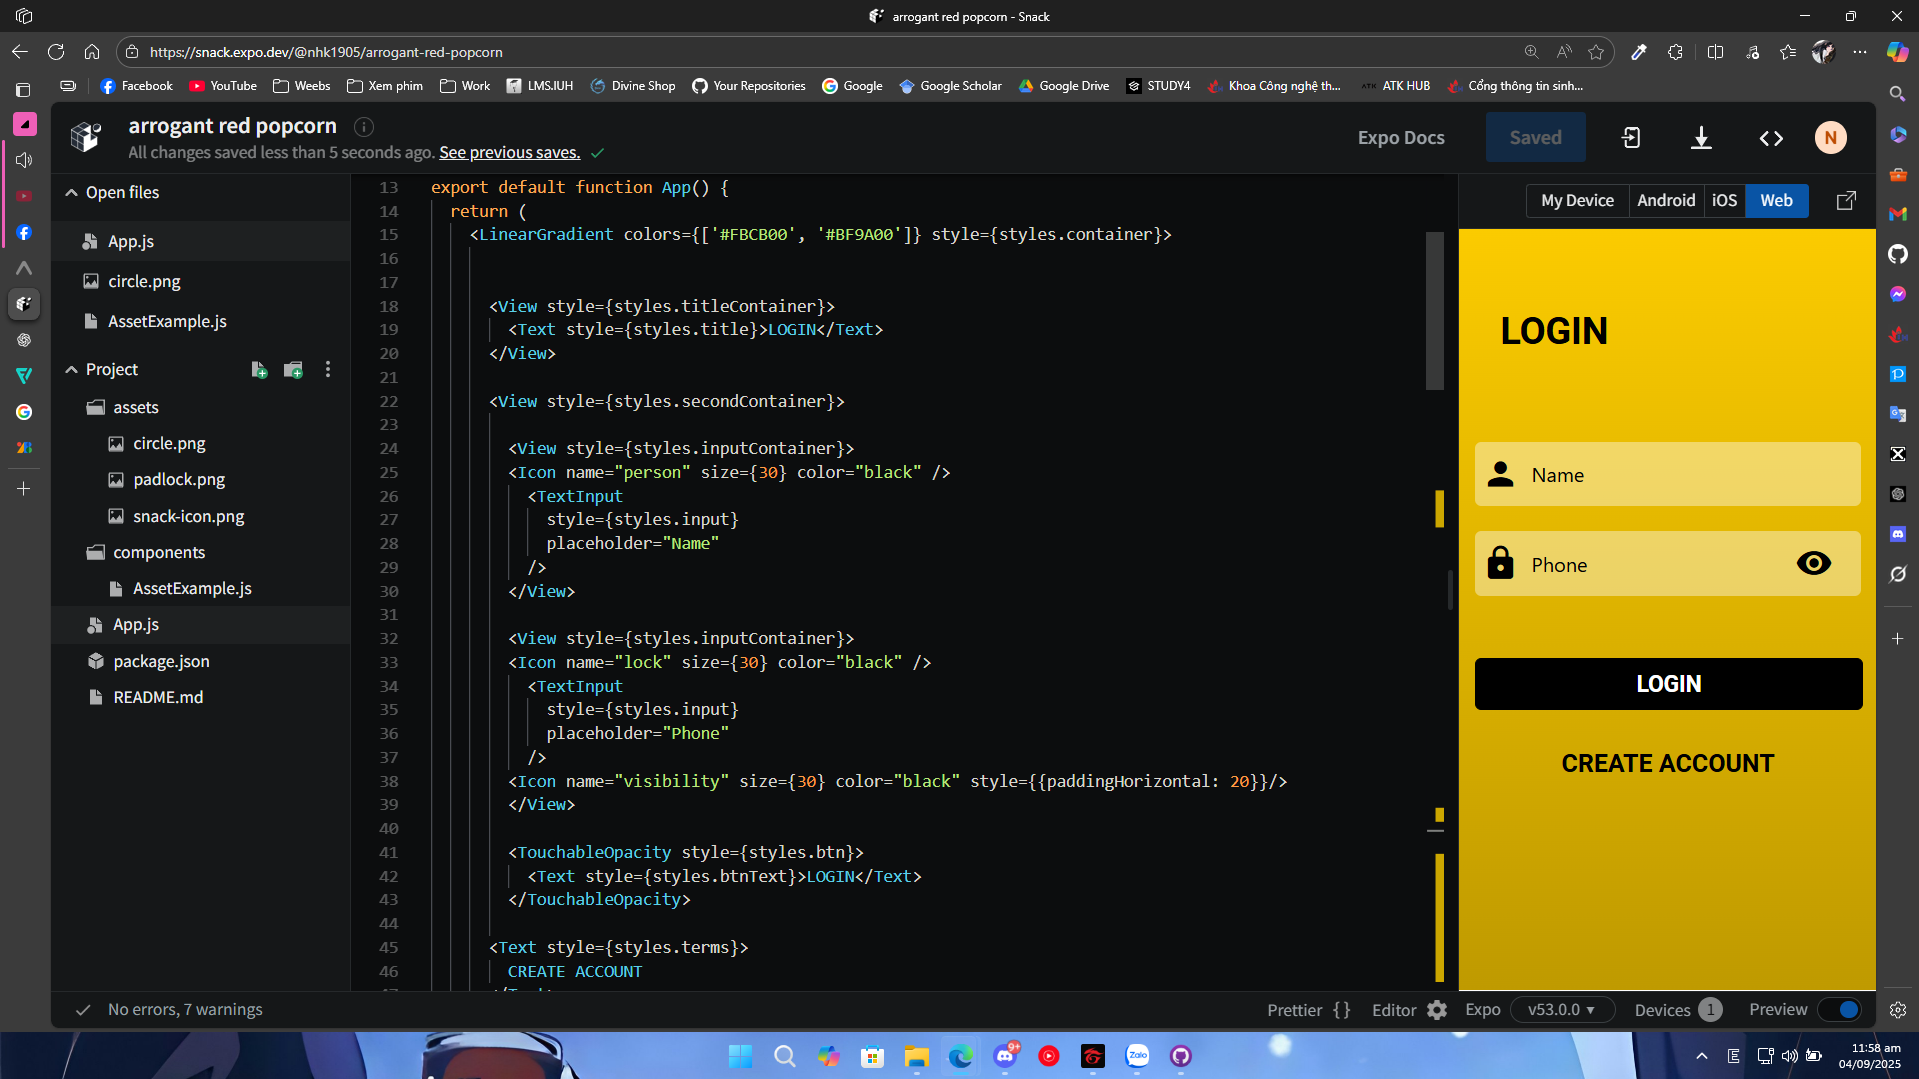 arrogant red popcorn - Snack
https://snack.expo.dev/@nhk1905/arrogant-red-popcorn
Facebook
YouTube
Weebs
Xem phim
Work
LMS.IUH
Divine Shop
Your Repositories
Google
Google Scholar
Google Drive
STUDY4
Khoa Công nghệ th...
ATK HUB
Cổng thông tin sinh...
arrogant red popcorn
All changes saved less than 5 seconds ago. See previous saves.
Expo Docs
Saved
N
Open files
App.js
circle.png
AssetExample.js
Project
assets
circle.png
padlock.png
snack-icon.png
components
AssetExample.js
App.js
package.json
README.md
13 export default function App() {
14 return (
15 <LinearGradient colors={['#FBCB00', '#BF9A00']} style={styles.container}>
16
17
18 <View style={styles.titleContainer}>
19 <Text style={styles.title}>LOGIN</Text>
20 </View>
21
22 <View style={styles.secondContainer}>
23
24 <View style={styles.inputContainer}>
25 <Icon name="person" size={30} color="black" />
26 <TextInput
27 style={styles.input}
28 placeholder="Name"
29 />
30 </View>
31
32 <View style={styles.inputContainer}>
33 <Icon name="lock" size={30} color="black" />
34 <TextInput
35 style={styles.input}
36 placeholder="Phone"
37 />
38 <Icon name="visibility" size={30} color="black" style={{paddingHorizontal: 20}}/>
39 </View>
40
41 <TouchableOpacity style={styles.btn}>
42 <Text style={styles.btnText}>LOGIN</Text>
43 </TouchableOpacity>
44
45 <Text style={styles.terms}>
46 CREATE ACCOUNT
My Device
Android
iOS
Web
LOGIN
Name
Phone
LOGIN
CREATE ACCOUNT
No errors, 7 warnings
Prettier {}
Editor
Expo
v53.0.0
Devices 1
Preview
9+
Zalo
E
11:58 am
04/09/2025